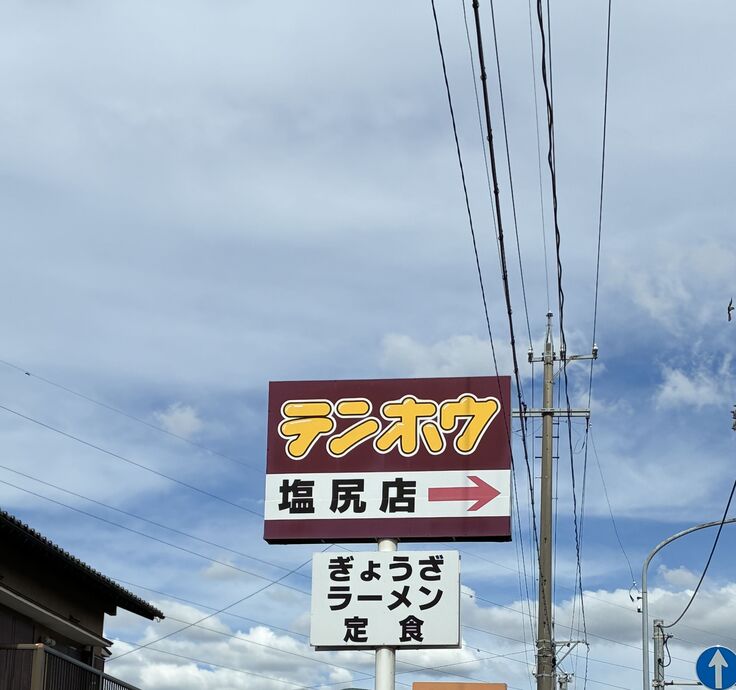 テンホウ
塩尻店
ぎょうざ
ラーメン
定食